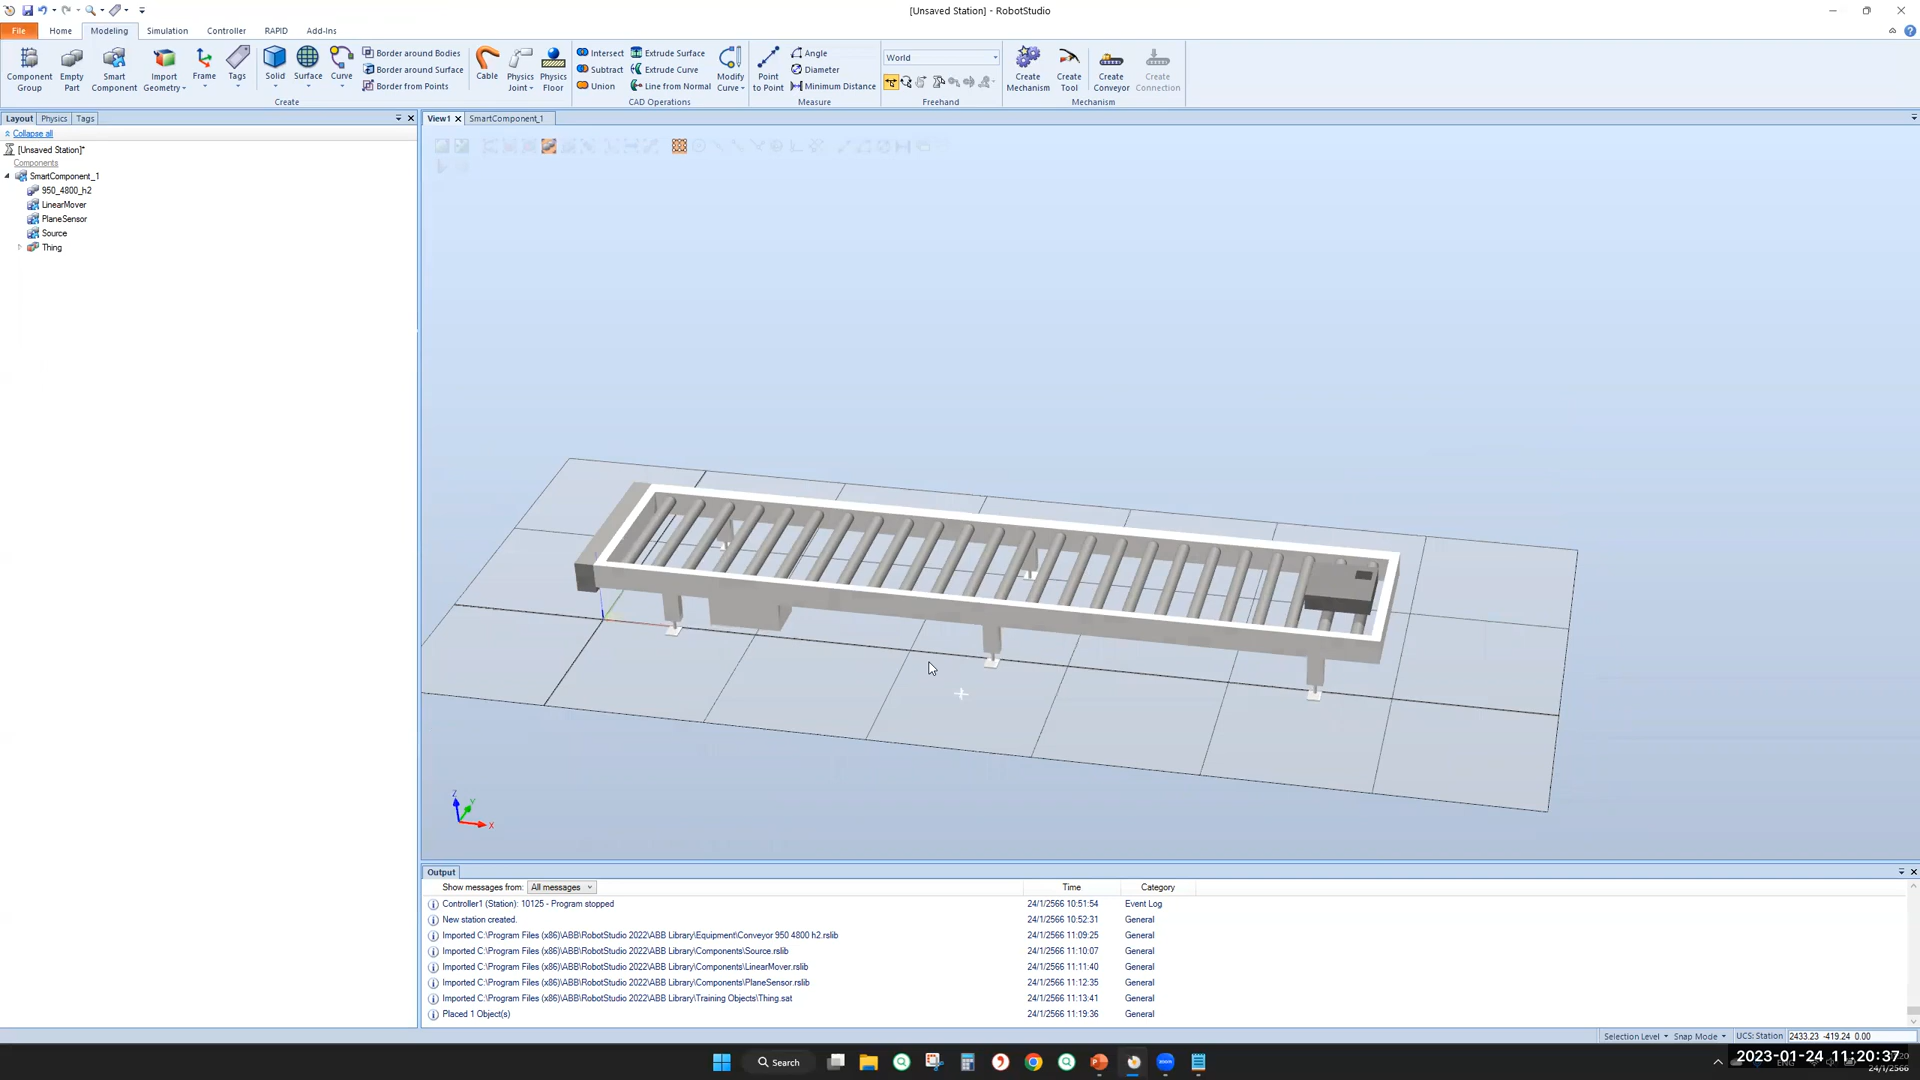 [Unsaved Station] - RobotStudio
File Home Modeling Simulation Controller RAPID Add-Ins
Component Group
Empty Part
Smart Component
Import Geometry
Frame
Tags
Solid
Surface
Curve
Border around Bodies
Border around Surface
Border from Points
Create
Cable
Physics Joint
Physics Floor
Intersect
Subtract
Union
Extrude Surface
Extrude Curve
Line from Normal
Modify Curve
CAD Operations
Point to Point
Angle
Diameter
Minimum Distance
Measure
World
Freehand
Create Mechanism
Create Tool
Create Conveyor
Create Connection
Mechanism
Layout Physics Tags
Collapse all
[Unsaved Station]*
Components
SmartComponent_1
950_4800_h2
LinearMover
PlaneSensor
Source
Thing
View1 SmartComponent_1
Z
Y
X
Output
Show messages from: All messages Time Category
Controller1 (Station): 10125 - Program stopped 24/1/2566 10:51:54 Event Log
New station created. 24/1/2566 10:52:31 General
Imported C:\Program Files (x86)\ABB\RobotStudio 2022\ABB Library\Equipment\Conveyor 950 4800 h2.rslib 24/1/2566 11:09:25 General
Imported C:\Program Files (x86)\ABB\RobotStudio 2022\ABB Library\Components\Source.rslib 24/1/2566 11:10:07 General
Imported C:\Program Files (x86)\ABB\RobotStudio 2022\ABB Library\Components\LinearMover.rslib 24/1/2566 11:11:40 General
Imported C:\Program Files (x86)\ABB\RobotStudio 2022\ABB Library\Components\PlaneSensor.rslib 24/1/2566 11:12:35 General
Imported C:\Program Files (x86)\ABB\RobotStudio 2022\ABB Library\Training Objects\Thing.sat 24/1/2566 11:13:41 General
Placed 1 Object(s) 24/1/2566 11:19:36 General
Selection Level Snap Mode UCS: Station 2433.23 -419.24 0.00
Search
2023-01-24 11:20:37
24/1/2566